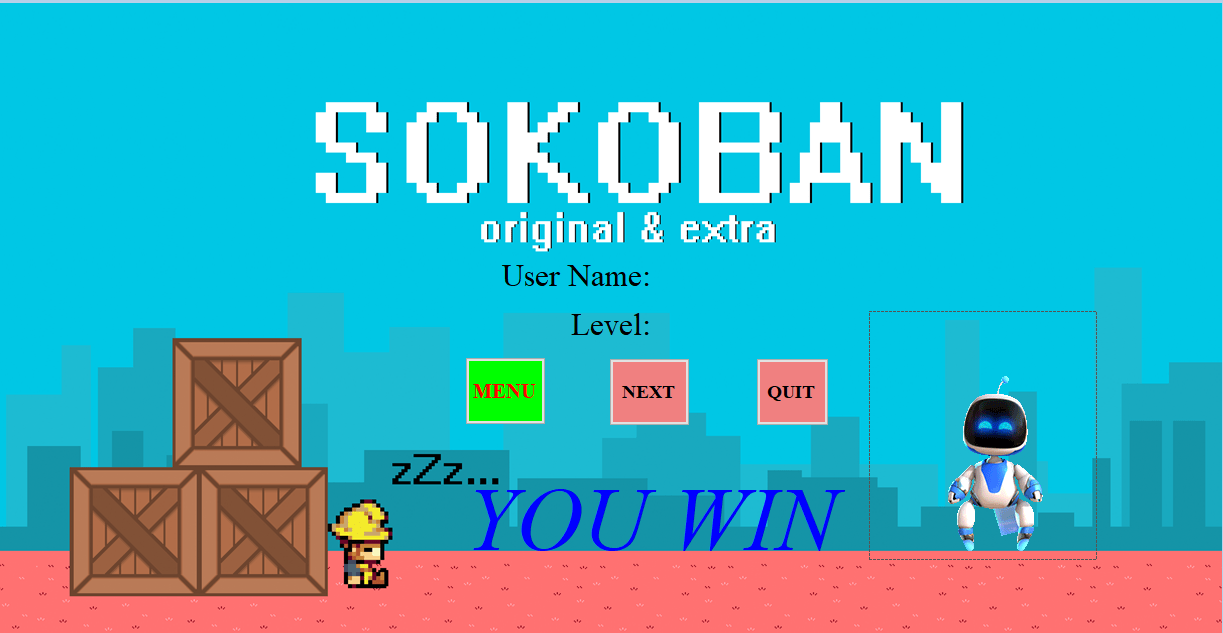 SOKOBAN
original & extra
User Name:
Level:
MENU
NEXT
QUIT
zZz...
YOU WIN